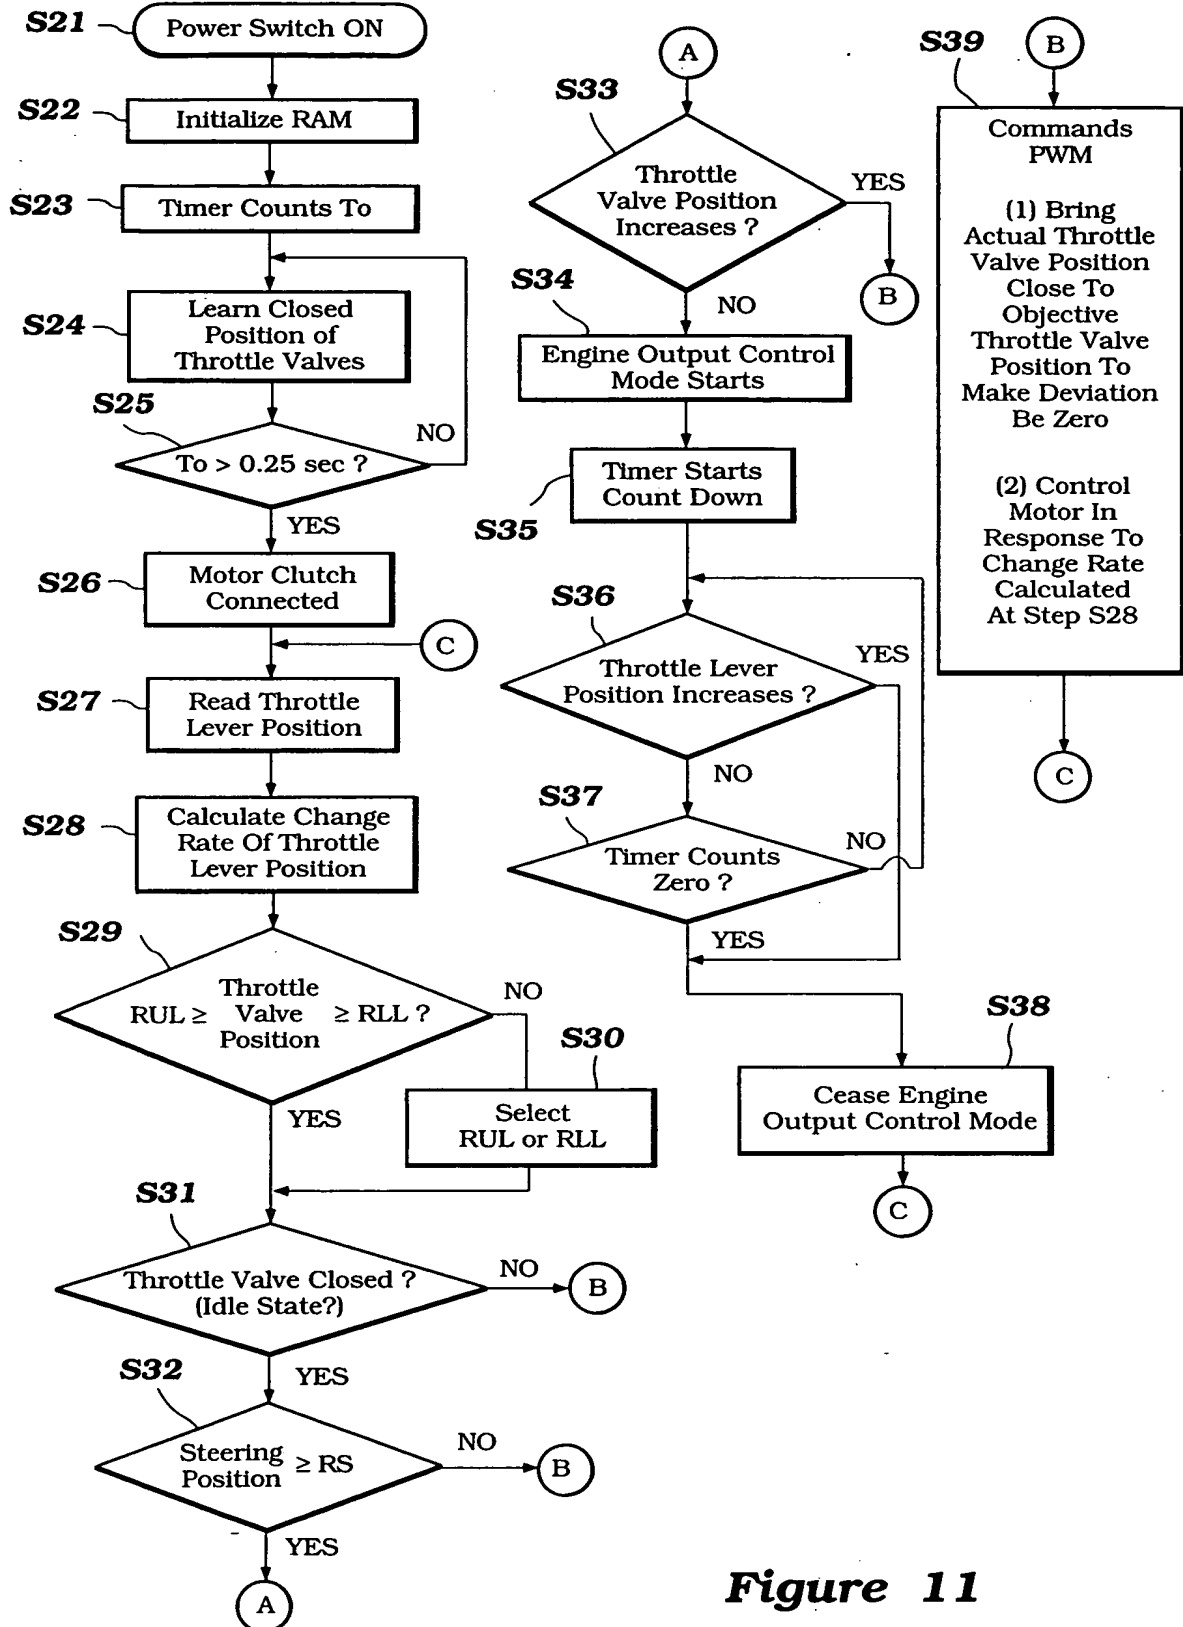 S21
Power Switch ON
S22
Initialize RAM
S23
Timer Counts To
S24
Learn Closed
Position of
Throttle Valves
S25
To > 0.25 sec ?
NO
YES
S26
Motor Clutch
Connected
C
S27
Read Throttle
Lever Position
S28
Calculate Change
Rate Of Throttle
Lever Position
S29
RUL ≥ Throttle Valve Position ≥ RLL ?
NO
YES
S30
Select
RUL or RLL
S31
Throttle Valve Closed ?
(Idle State?)
NO
B
YES
S32
Steering Position ≥ RS
NO
B
YES
A
A
S33
Throttle
Valve Position
Increases ?
YES
B
NO
S34
Engine Output Control
Mode Starts
S35
Timer Starts
Count Down
S36
Throttle Lever
Position Increases ?
YES
NO
S37
Timer Counts
Zero ?
NO
YES
S38
Cease Engine
Output Control Mode
C
S39
B
Commands
PWM
(1) Bring
Actual Throttle
Valve Position
Close To
Objective
Throttle Valve
Position To
Make Deviation
Be Zero
(2) Control
Motor In
Response To
Change Rate
Calculated
At Step S28
C
Figure 11